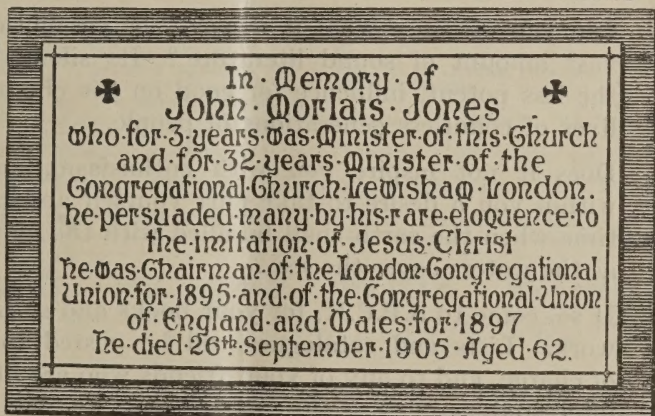 In · Memory · of
John · Morlais · Jones
who · for · 3 · years · was · Minister · of · this · Church
and · for · 32 · years · Minister · of · the
Congregational · Church · Lewisham · London.
he · persuaded · many · by · his · rare · eloquence · to
the · imitation · of · Jesus · Christ
he · was · Chairman · of · the · London · Congregational
Union · for · 1895 · and · of · the · Congregational · Union
of · England · and · Wales · for · 1897
he · died · 26th · September · 1905 · Aged · 62.